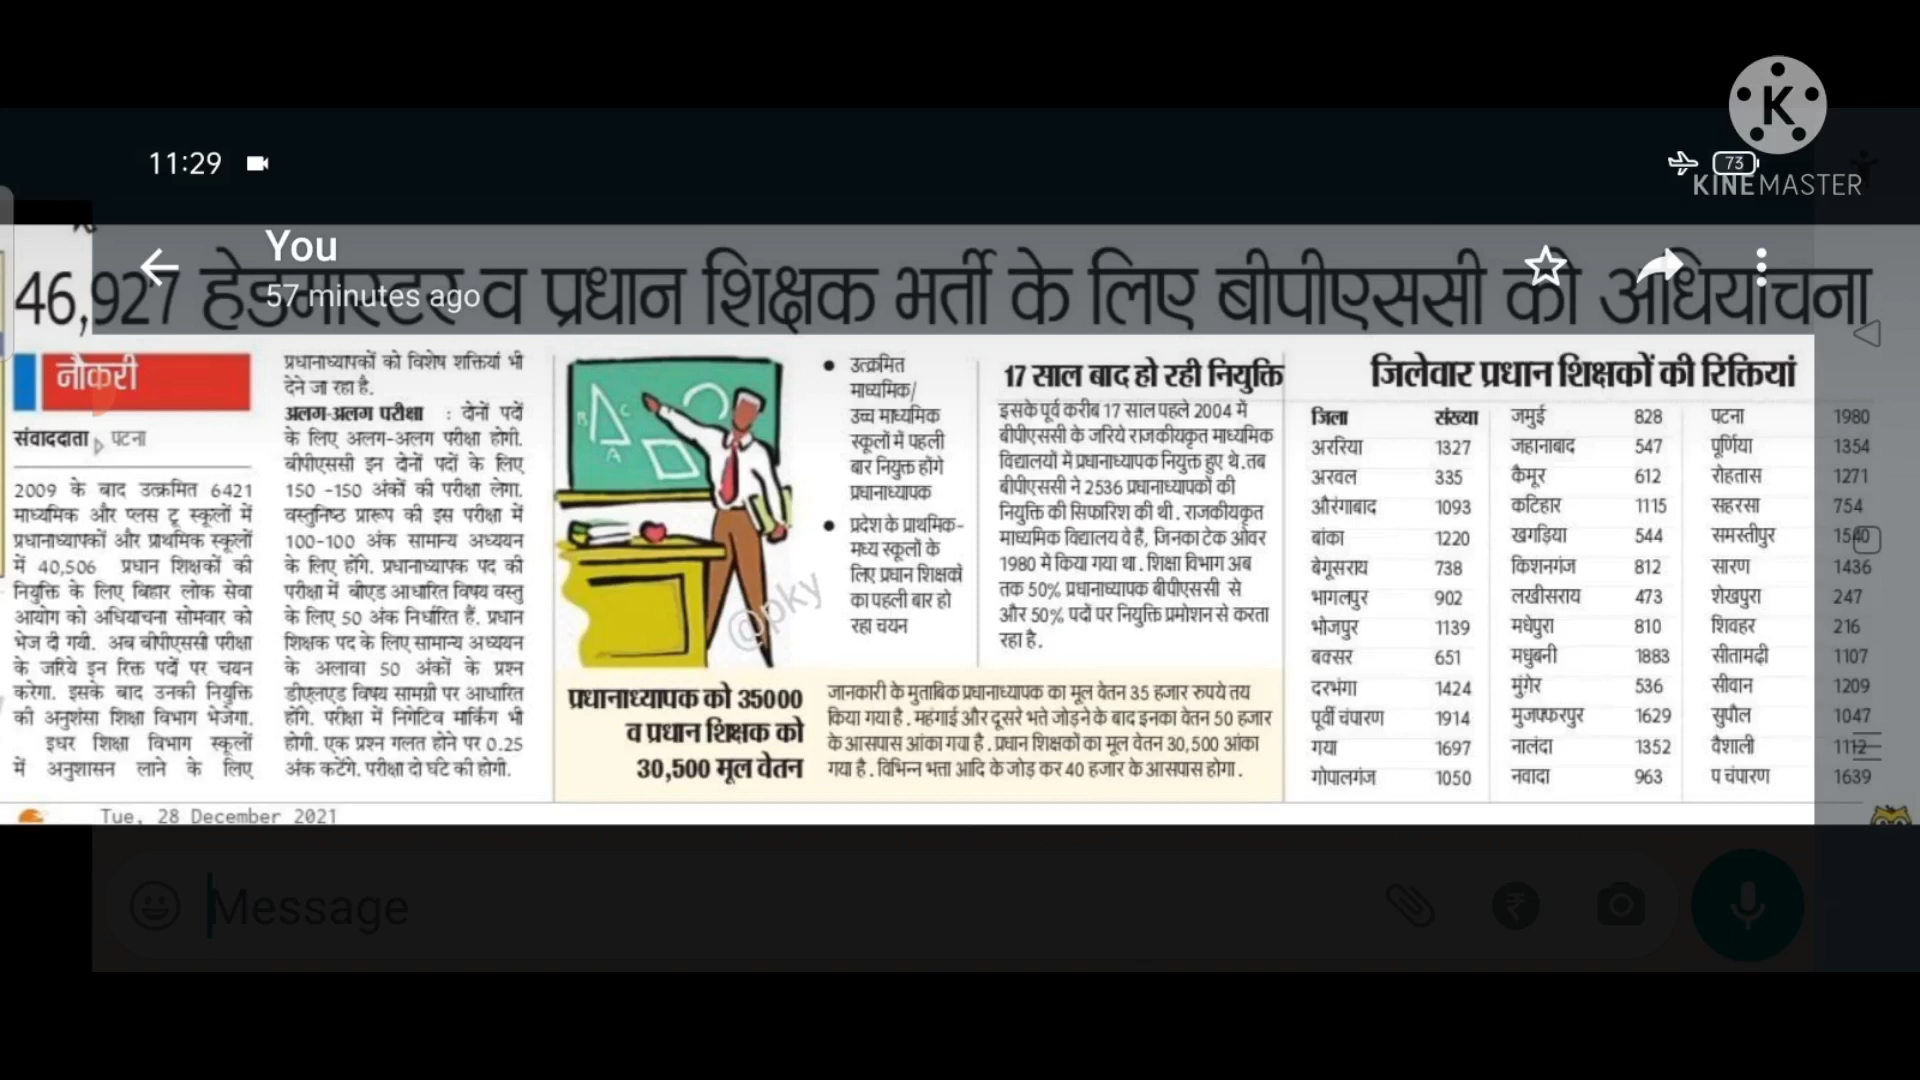 11:29
73
K
KINEMASTER
You
57 minutes ago
46,927 हेडमास्टर व प्रधान शिक्षक भर्ती के लिए बीपीएससी को अधियाचना
नौकरी
संवाददाता पटना
2009 के बाद उत्क्रमित 6421
माध्यमिक और प्लस टू स्कूलों में
प्रधानाध्यापकों और प्राथमिक स्कूलों
में 40,506 प्रधान शिक्षकों की
नियुक्ति के लिए बिहार लोक सेवा
आयोग को अधियाचना सोमवार को
भेज दी गयी. अब बीपीएससी परीक्षा
के जरिये इन रिक्त पदों पर चयन
करेगा. इसके बाद उनकी नियुक्ति
की अनुशंसा शिक्षा विभाग भेजेगा.
इधर शिक्षा विभाग स्कूलों
में अनुशासन लाने के लिए
प्रधानाध्यापकों को विशेष शक्तियां भी
देने जा रहा है.
अलग-अलग परीक्षा : दोनों पदों
के लिए अलग-अलग परीक्षा होगी.
बीपीएससी इन दोनों पदों के लिए
150 -150 अंकों की परीक्षा लेगा.
वस्तुनिष्ठ प्रारूप की इस परीक्षा में
100-100 अंक सामान्य अध्ययन
के लिए होंगे. प्रधानाध्यापक पद की
परीक्षा में बीएड आधारित विषय वस्तु
के लिए 50 अंक निर्धारित हैं. प्रधान
शिक्षक पद के लिए सामान्य अध्ययन
के अलावा 50 अंकों के प्रश्न
डीएलएड विषय सामग्री पर आधारित
होंगे. परीक्षा में निगेटिव मार्किंग भी
होगी. एक प्रश्न गलत होने पर 0.25
अंक कटेंगे. परीक्षा दो घंटे की होगी.
B C
A
@pky
● उत्क्रमित
माध्यमिक/
उच्च माध्यमिक
स्कूलों में पहली
बार नियुक्त होंगे
प्रधानाध्यापक
● प्रदेश के प्राथमिक-
मध्य स्कूलों के
लिए प्रधान शिक्षकों
का पहली बार हो
रहा चयन
17 साल बाद हो रही नियुक्ति
इसके पूर्व करीब 17 साल पहले 2004 में
बीपीएससी के जरिये राजकीयकृत माध्यमिक
विद्यालयों में प्रधानाध्यापक नियुक्त हुए थे. तब
बीपीएससी ने 2536 प्रधानाध्यापकों की
नियुक्ति की सिफारिश की थी. राजकीयकृत
माध्यमिक विद्यालय वे हैं, जिनका टेक ओवर
1980 में किया गया था. शिक्षा विभाग अब
तक 50% प्रधानाध्यापक बीपीएससी से
और 50% पदों पर नियुक्ति प्रमोशन से करता
रहा है.
प्रधानाध्यापक को 35000
व प्रधान शिक्षक को
30,500 मूल वेतन
जानकारी के मुताबिक प्रधानाध्यापक का मूल वेतन 35 हजार रुपये तय
किया गया है. महंगाई और दूसरे भत्ते जोड़ने के बाद इनका वेतन 50 हजार
के आसपास आंका गया है. प्रधान शिक्षकों का मूल वेतन 30,500 आंका
गया है. विभिन्न भत्ता आदि के जोड़ कर 40 हजार के आसपास होगा.
जिलेवार प्रधान शिक्षकों की रिक्तियां
जिला संख्या
अररिया 1327
अरवल 335
औरंगाबाद 1093
बांका 1220
बेगूसराय 738
भागलपुर 902
भोजपुर 1139
बक्सर 651
दरभंगा 1424
पूर्वी चंपारण 1914
गया 1697
गोपालगंज 1050
जमुई 828
जहानाबाद 547
कैमूर 612
कटिहार 1115
खगड़िया 544
किशनगंज 812
लखीसराय 473
मधेपुरा 810
मधुबनी 1883
मुंगेर 536
मुजफ्फरपुर 1629
नालंदा 1352
नवादा 963
पटना 1980
पूर्णिया 1354
रोहतास 1271
सहरसा 754
समस्तीपुर 1540
सारण 1436
शेखपुरा 247
शिवहर 216
सीतामढ़ी 1107
सीवान 1209
सुपौल 1047
वैशाली 1112
प चंपारण 1639
Tue, 28 December 2021
Message